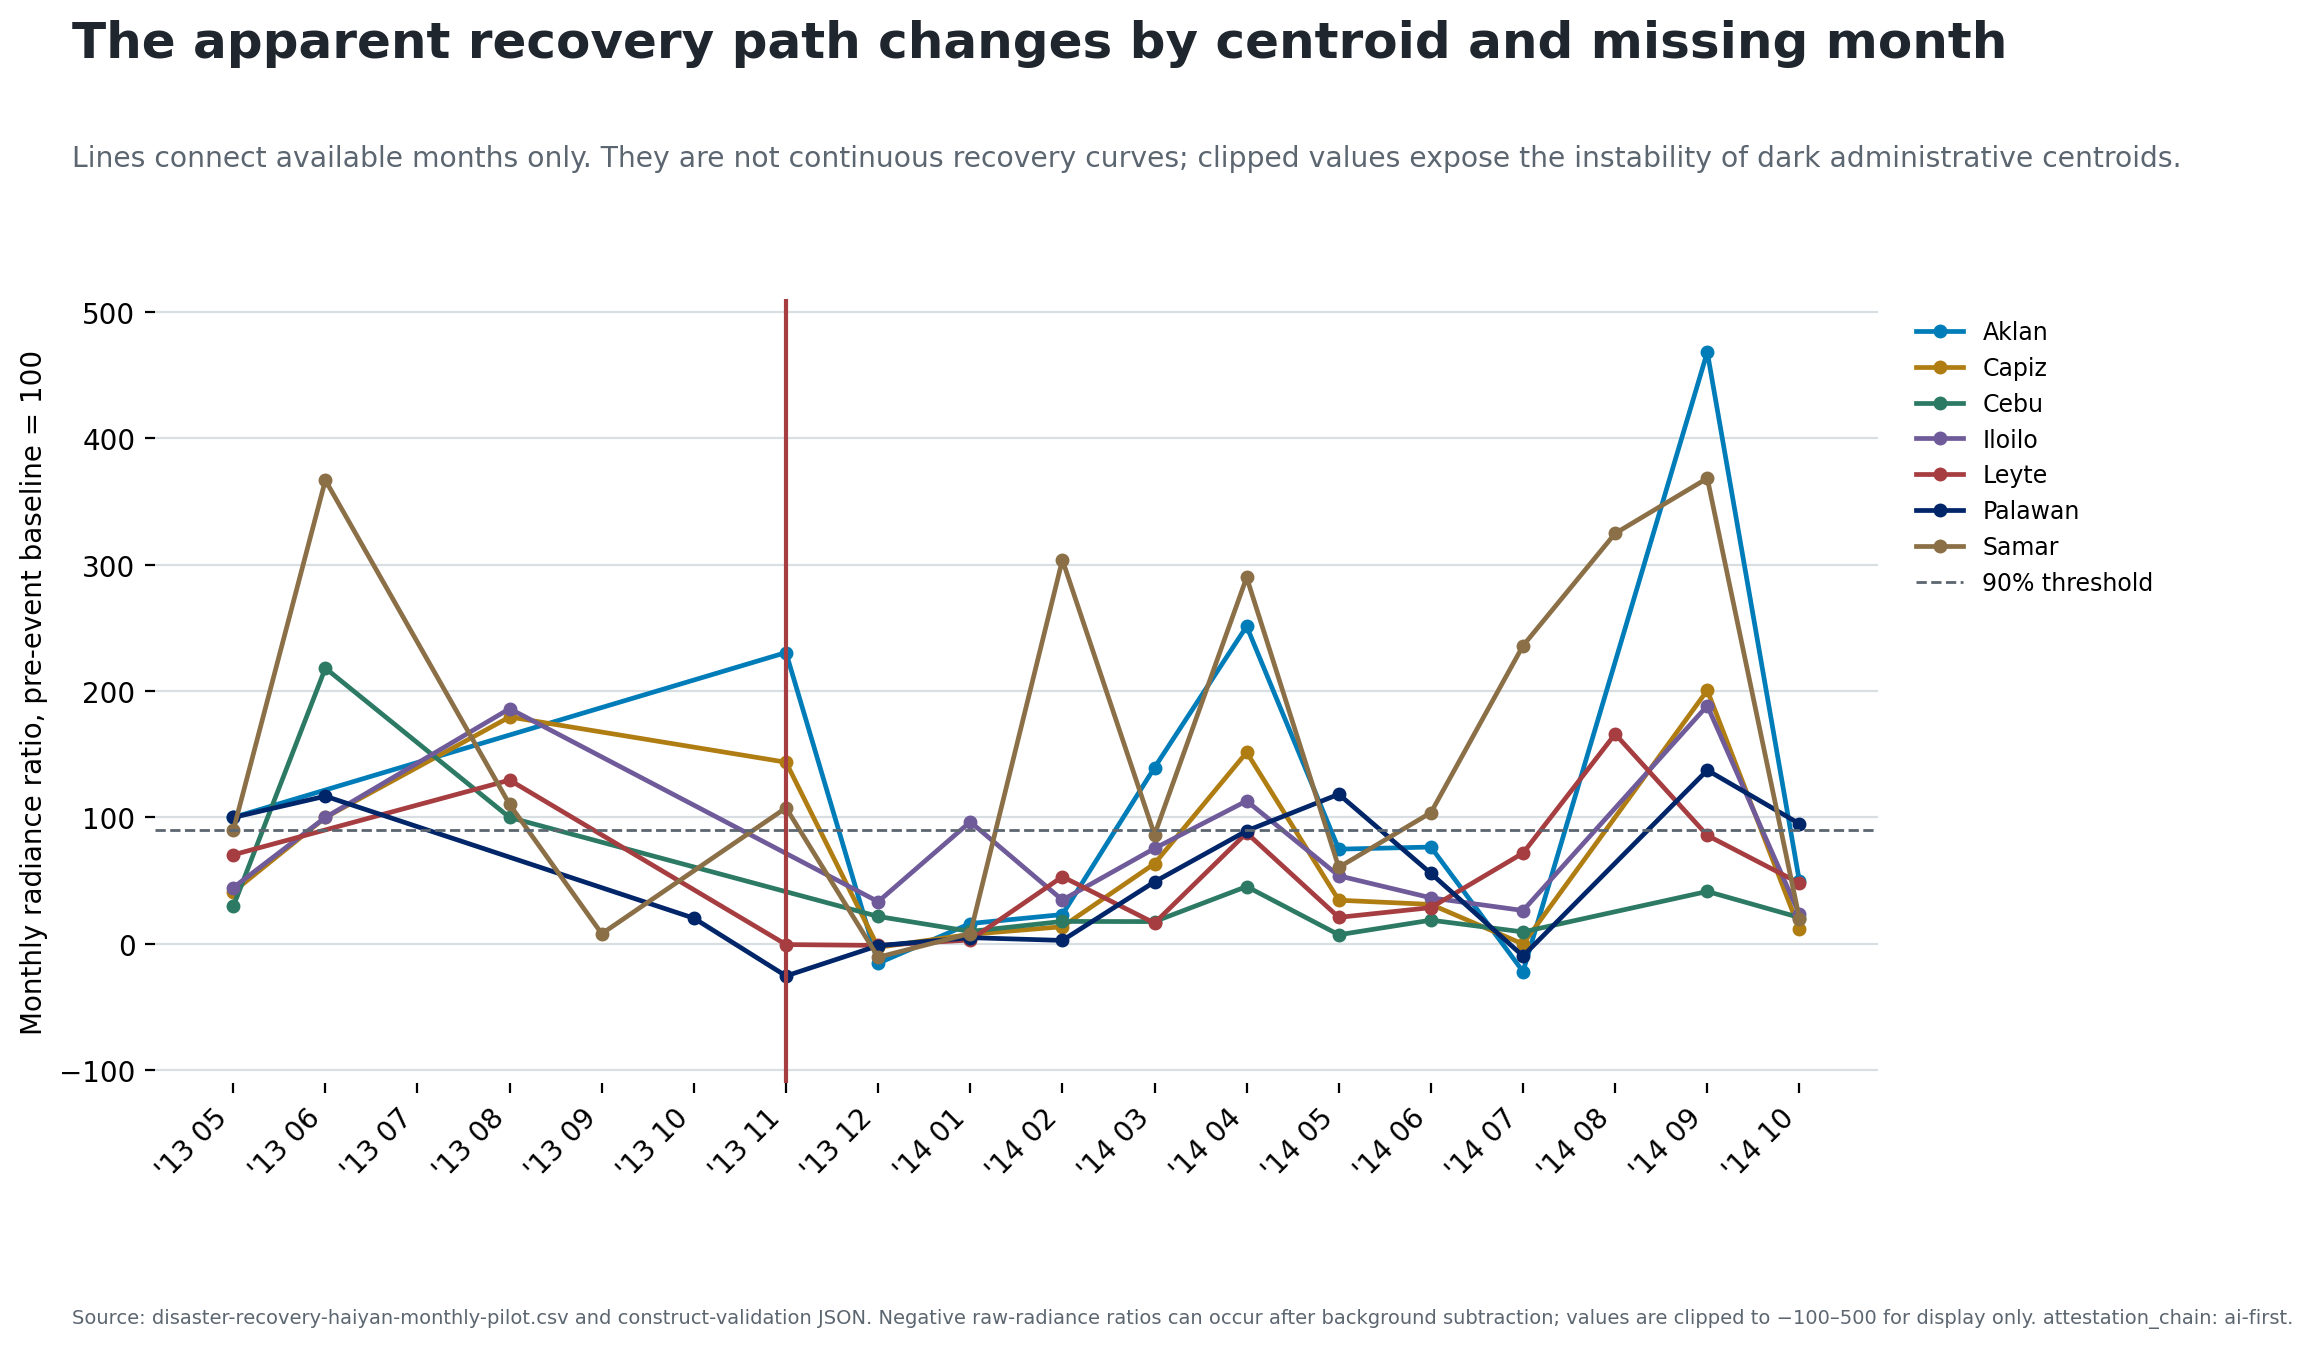 The apparent recovery path changes by centroid and missing month
Lines connect available months only. They are not continuous recovery curves; clipped values expose the instability of dark administrative centroids.
Monthly radiance ratio, pre-event baseline = 100
500
400
300
200
100
0
−100
'13 05
'13 06
'13 07
'13 08
'13 09
'13 10
'13 11
'13 12
'14 01
'14 02
'14 03
'14 04
'14 05
'14 06
'14 07
'14 08
'14 09
'14 10
Aklan
Capiz
Cebu
Iloilo
Leyte
Palawan
Samar
90% threshold
Source: disaster-recovery-haiyan-monthly-pilot.csv and construct-validation JSON. Negative raw-radiance ratios can occur after background subtraction; values are clipped to −100–500 for display only. attestation_chain: ai-first.